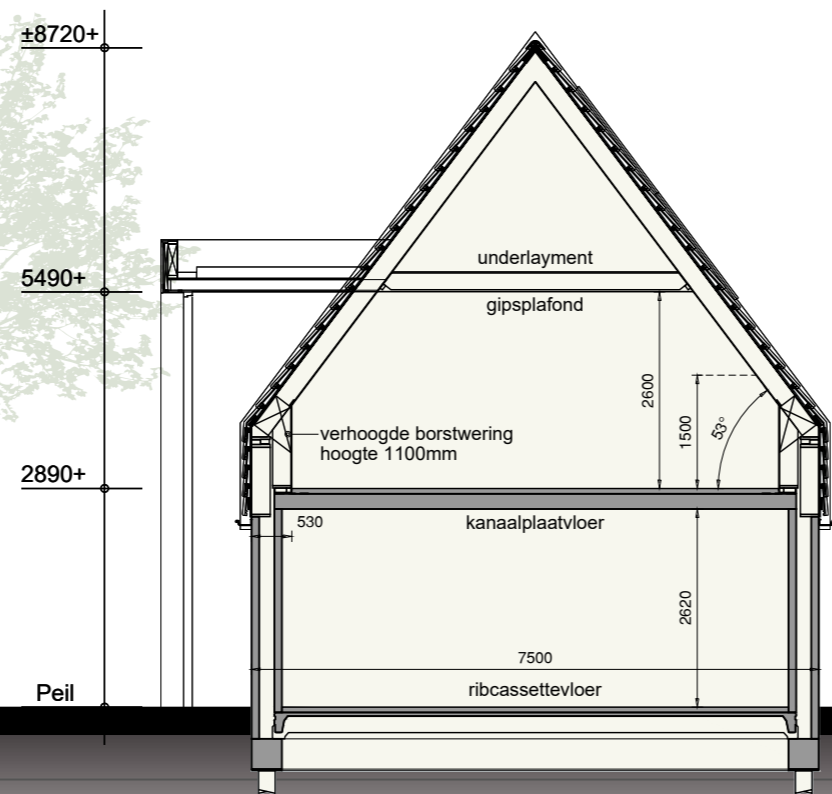 ±8720+
underlayment
5490+
gipsplafond
2600
1500
53°
verhoogde borstwering
hoogte 1100mm
2890+
530
kanaalplaatvloer
2620
7500
Peil
ribcassettevloer